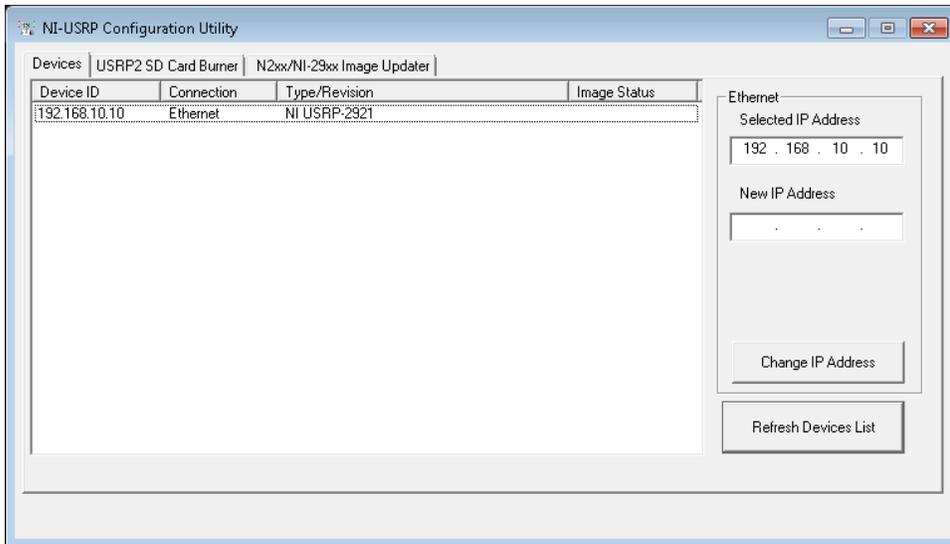 NI-USRP Configuration Utility
Devices USRP2 SD Card Burner N2xx/NI-29xx Image Updater
Device ID Connection Type/Revision Image Status
192.168.10.10 Ethernet NI USRP-2921
Ethernet
Selected IP Address
192 . 168 . 10 . 10
New IP Address
. . .
Change IP Address
Refresh Devices List